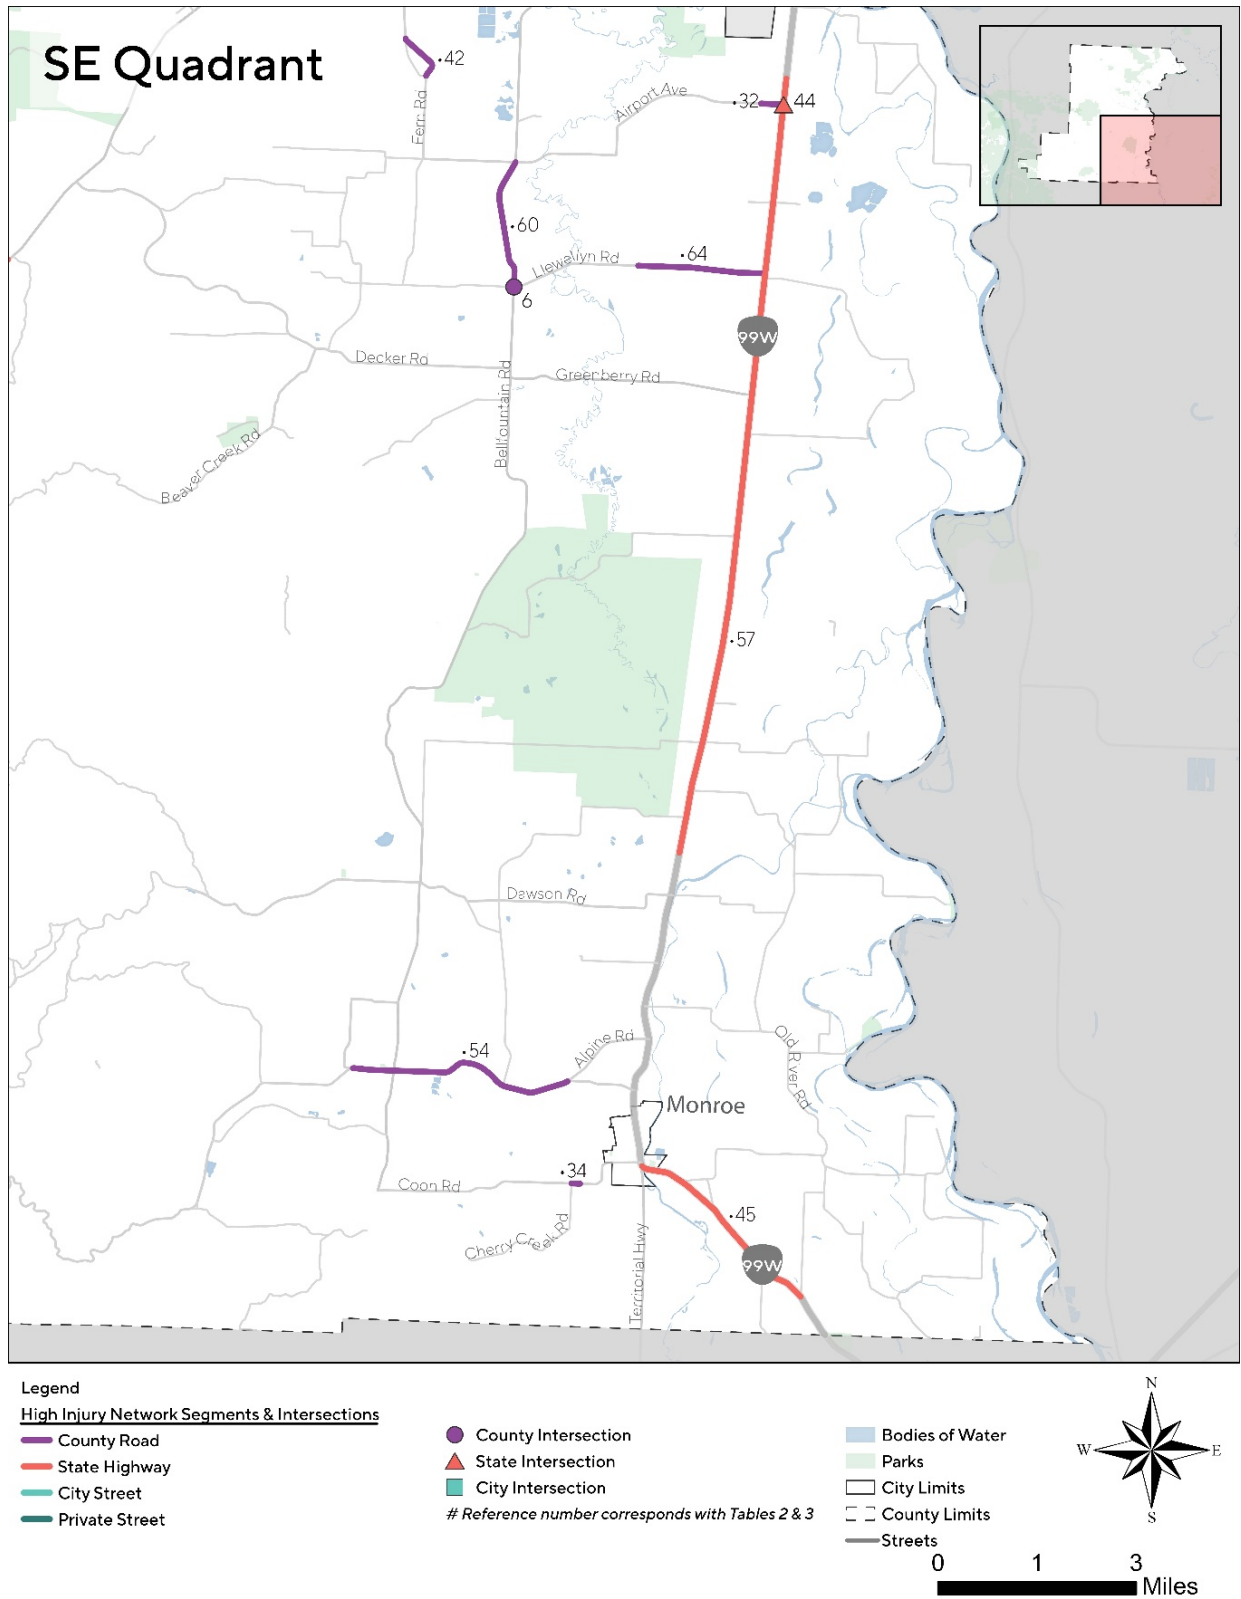 SE Quadrant
42
Fern Rd
Airport Ave
32
44
60
Llewellyn Rd
64
6
99W
Decker Rd
Greenberry Rd
Bellfountain Rd
Beaver Creek Rd
57
Dawson Rd
Old River Rd
54
Alpine Rd
Monroe
34
Coon Rd
45
Cherry Creek Rd
Territorial Hwy
99W
Legend
High Injury Network Segments & Intersections
County Road
State Highway
City Street
Private Street
County Intersection
State Intersection
City Intersection
# Reference number corresponds with Tables 2 & 3
Bodies of Water
Parks
City Limits
County Limits
Streets
N
W
E
S
0 1 3
Miles